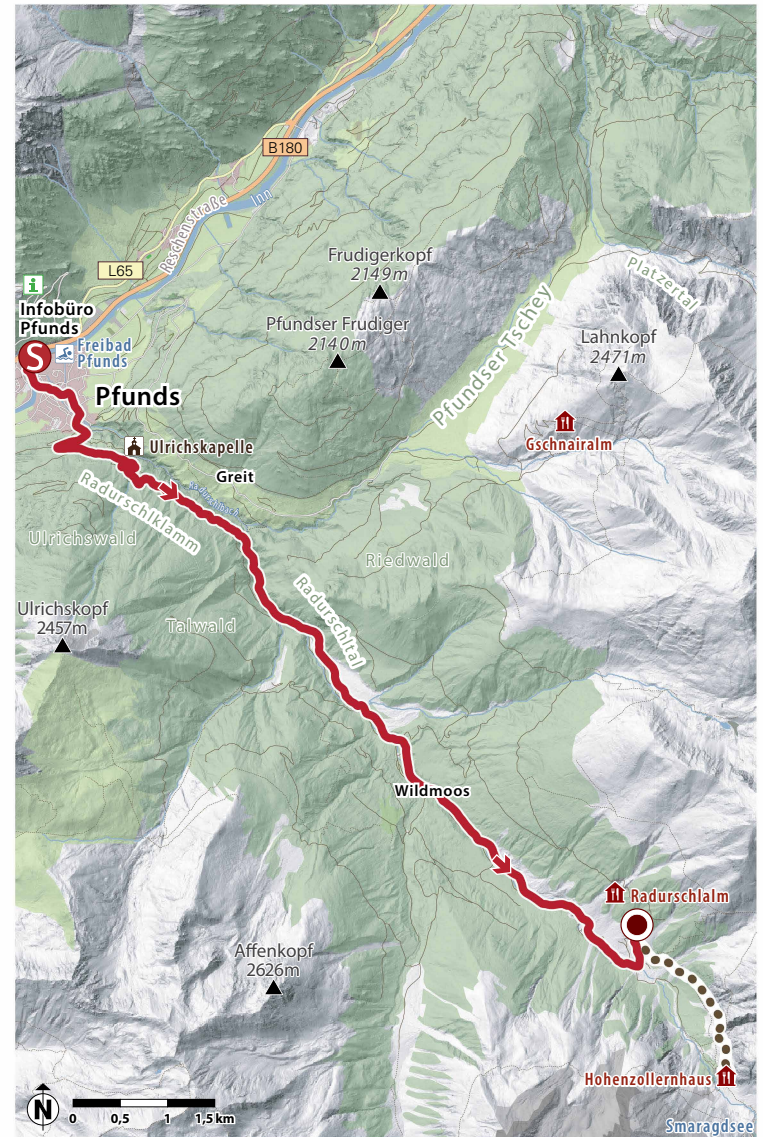 B180
Inn
Reschenstraße
L65
i
Infobüro
Pfunds
S
Freibad
Pfunds
Pfunds
Frudigerkopf
2149m
Pfundser Frudiger
2140m
Platzertal
Pfundser Tschey
Lahnkopf
2471m
Gschnairalm
Ulrichskapelle
Greit
Radurschlbach
Radurschlklamm
Ulrichswald
Riedwald
Radurschltal
Ulrichskopf
2457m
Talwald
Wildmoos
Radurschlalm
Affenkopf
2626m
Hohenzollernhaus
N
0 0,5 1 1,5 km
Smaragdsee